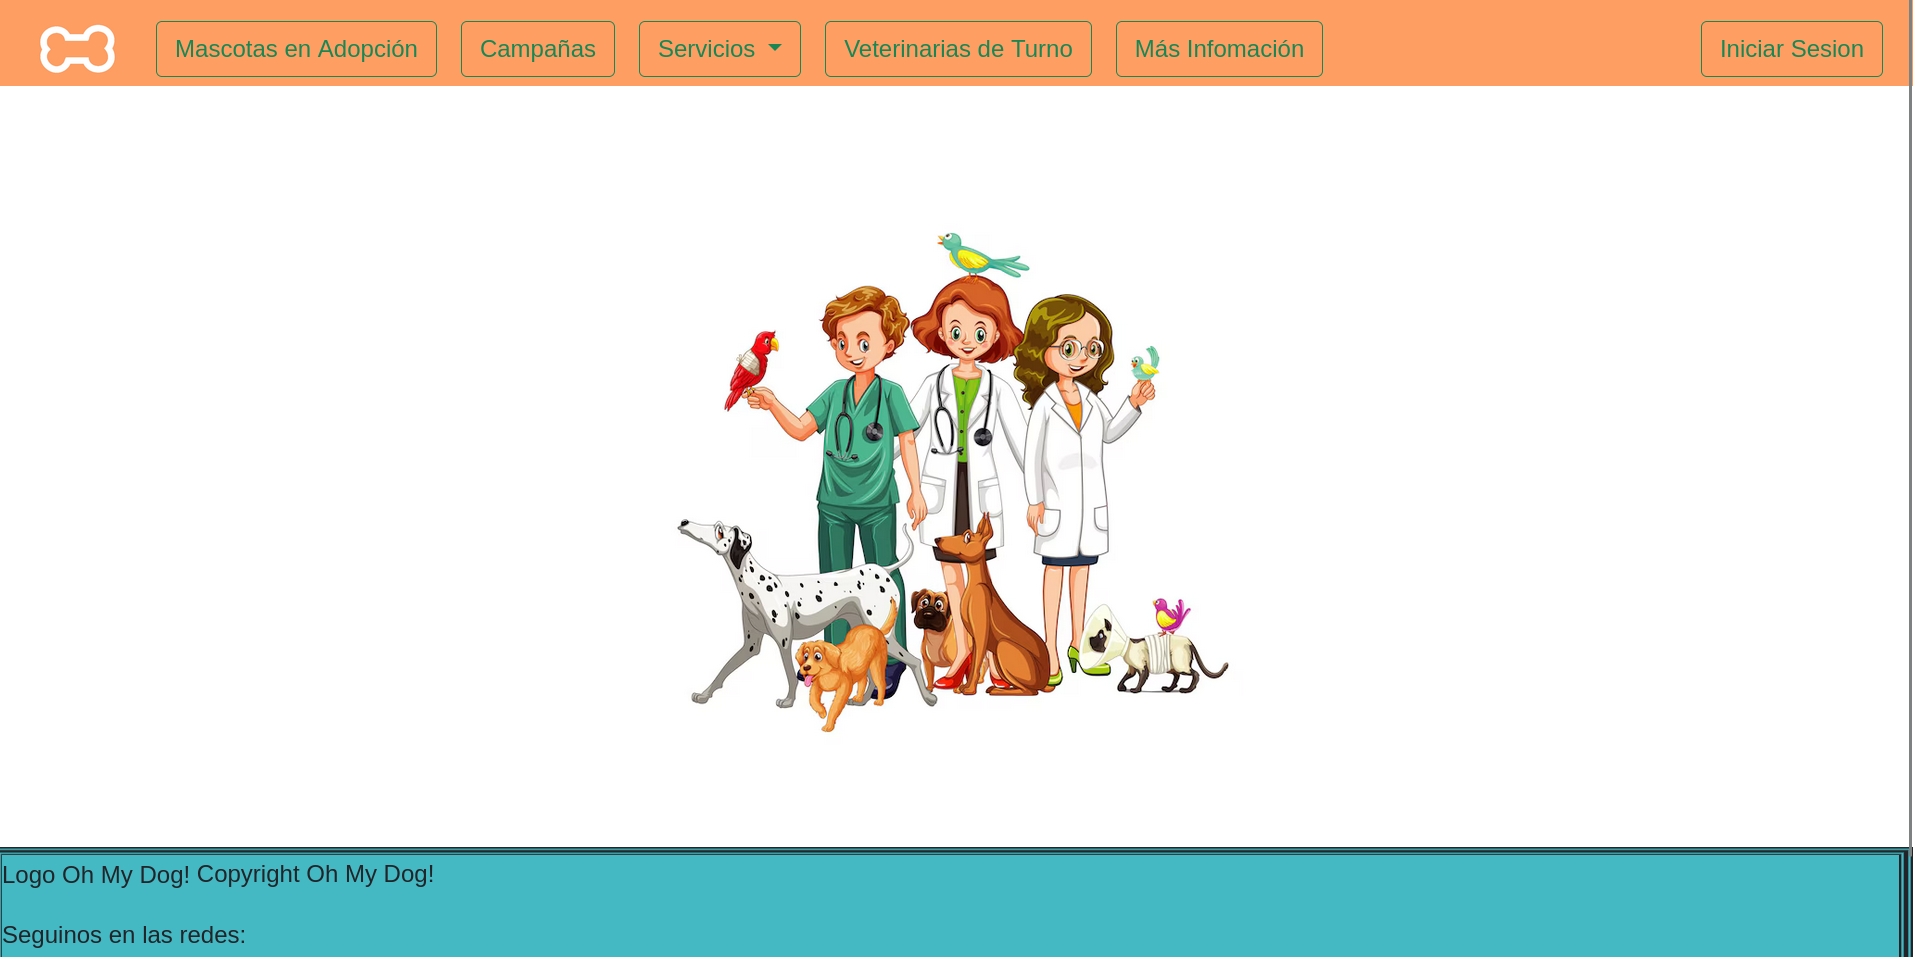 Mascotas en Adopción Campañas Servicios Veterinarias de Turno Más Infomación Iniciar Sesion
Logo Oh My Dog! Copyright Oh My Dog!
Seguinos en las redes: